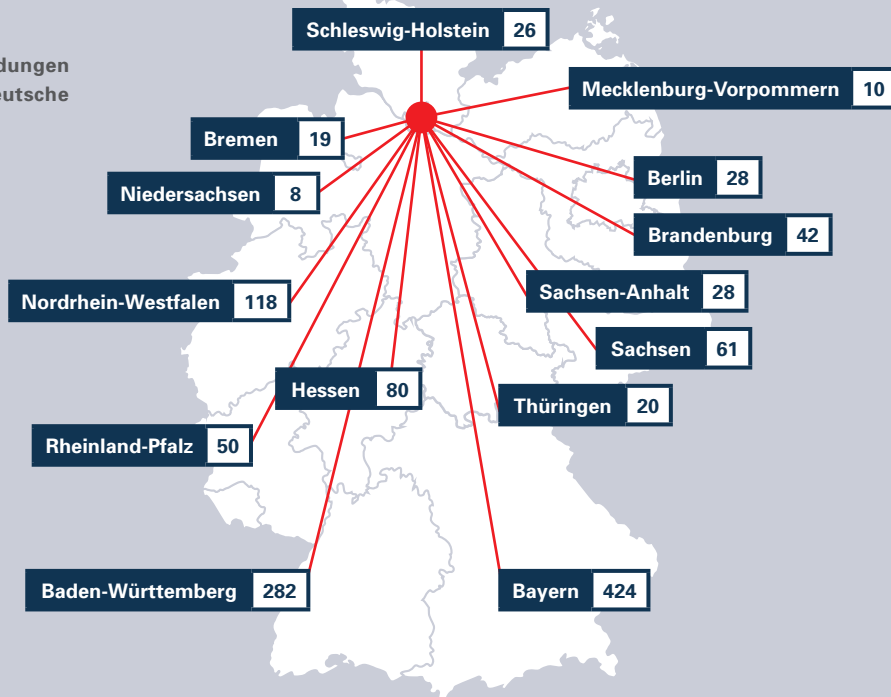 Schleswig-Holstein 26
Mecklenburg-Vorpommern 10
Bremen 19
Niedersachsen 8
Berlin 28
Brandenburg 42
Nordrhein-Westfalen 118
Sachsen-Anhalt 28
Sachsen 61
Hessen 80
Thüringen 20
Rheinland-Pfalz 50
Baden-Württemberg 282
Bayern 424